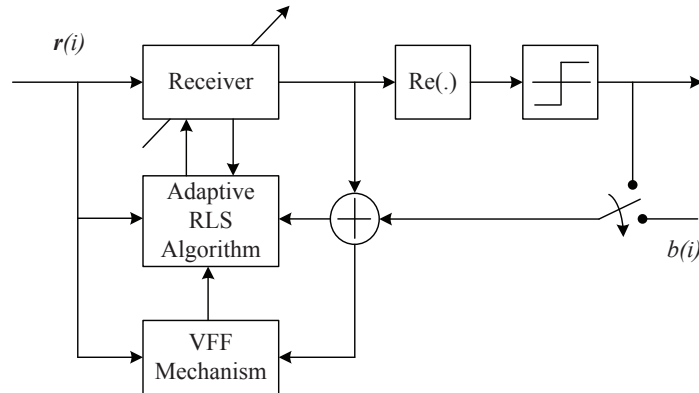 r(i)
Receiver
Re(.)
Adaptive
RLS
Algorithm
b(i)
VFF
Mechanism